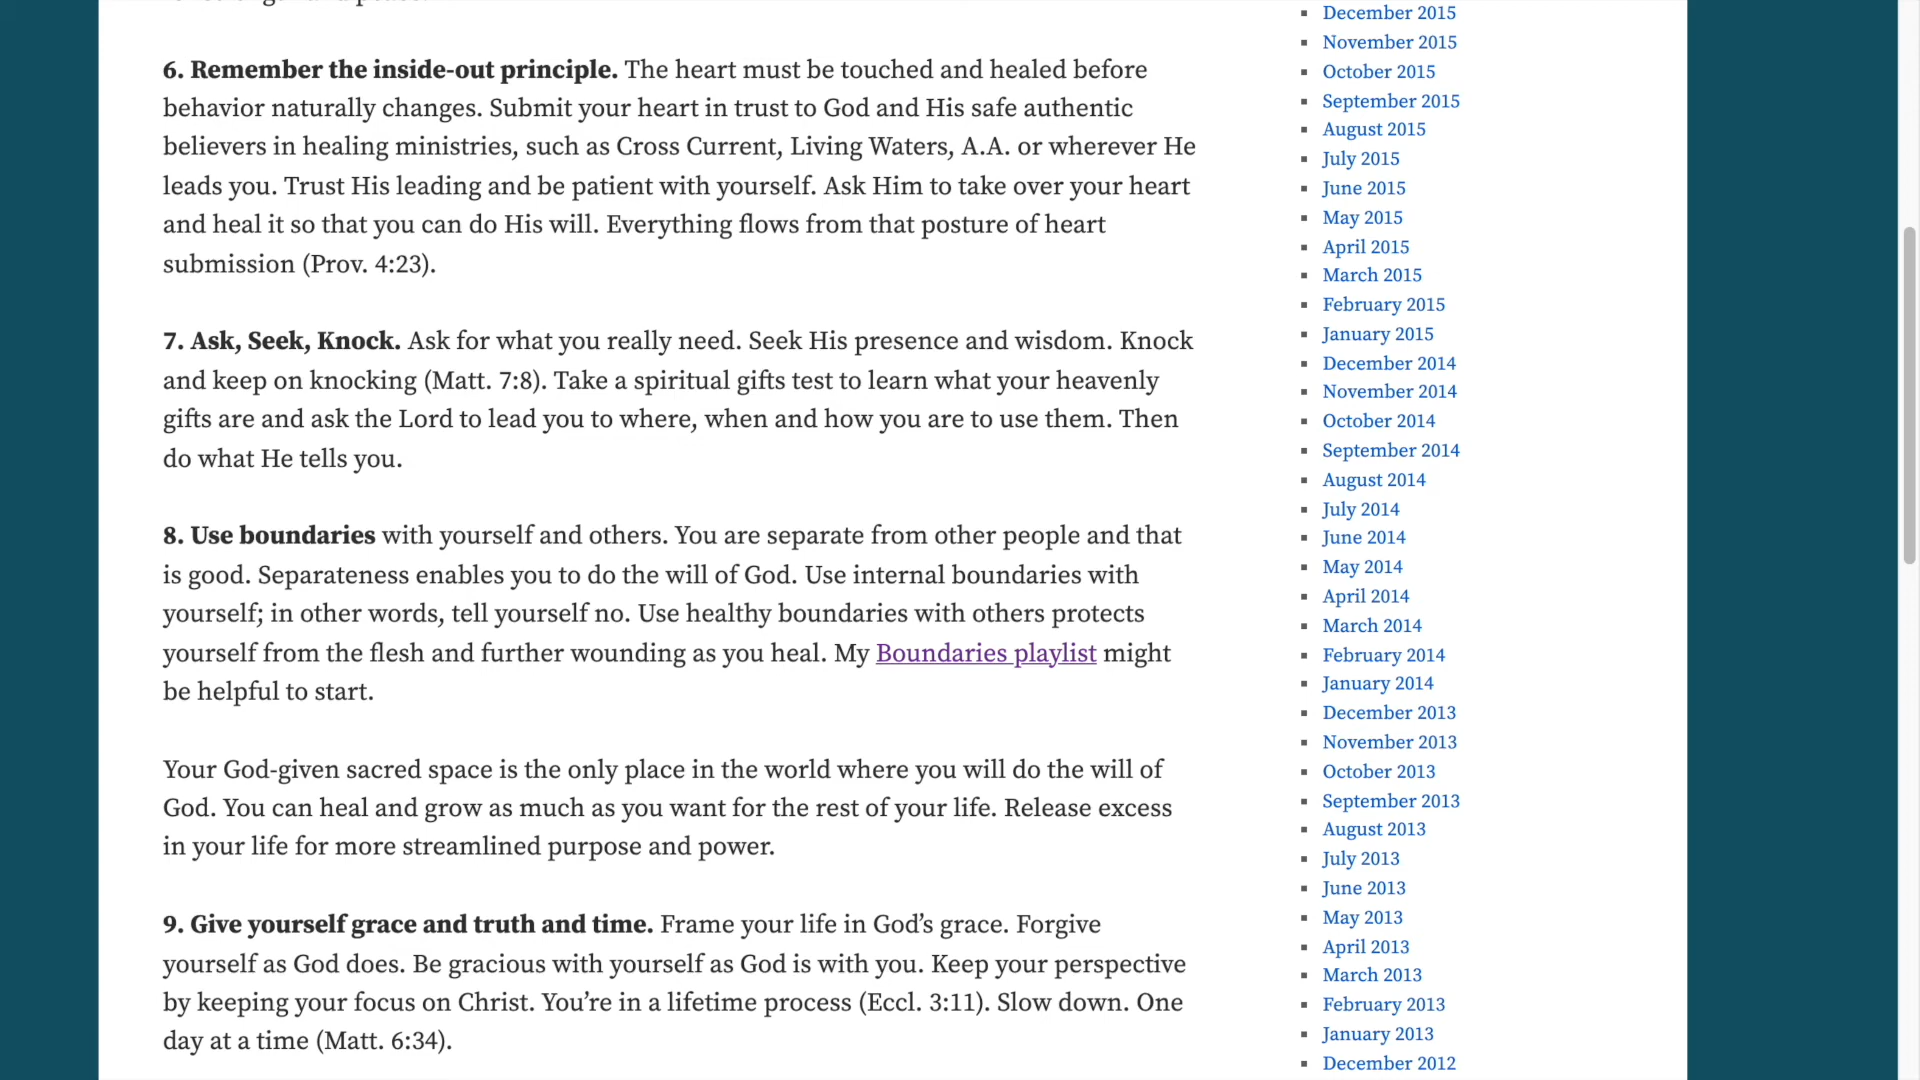 6. Remember the inside-out principle. The heart must be touched and healed before
behavior naturally changes. Submit your heart in trust to God and His safe authentic
believers in healing ministries, such as Cross Current, Living Waters, A.A. or wherever He
leads you. Trust His leading and be patient with yourself. Ask Him to take over your heart
and heal it so that you can do His will. Everything flows from that posture of heart
submission (Prov. 4:23).
7. Ask, Seek, Knock. Ask for what you really need. Seek His presence and wisdom. Knock
and keep on knocking (Matt. 7:8). Take a spiritual gifts test to learn what your heavenly
gifts are and ask the Lord to lead you to where, when and how you are to use them. Then
do what He tells you.
8. Use boundaries with yourself and others. You are separate from other people and that
is good. Separateness enables you to do the will of God. Use internal boundaries with
yourself; in other words, tell yourself no. Use healthy boundaries with others protects
yourself from the flesh and further wounding as you heal. My Boundaries playlist might
be helpful to start.
Your God-given sacred space is the only place in the world where you will do the will of
God. You can heal and grow as much as you want for the rest of your life. Release excess
in your life for more streamlined purpose and power.
9. Give yourself grace and truth and time. Frame your life in God’s grace. Forgive
yourself as God does. Be gracious with yourself as God is with you. Keep your perspective
by keeping your focus on Christ. You’re in a lifetime process (Eccl. 3:11). Slow down. One
day at a time (Matt. 6:34).
December 2015
November 2015
October 2015
September 2015
August 2015
July 2015
June 2015
May 2015
April 2015
March 2015
February 2015
January 2015
December 2014
November 2014
October 2014
September 2014
August 2014
July 2014
June 2014
May 2014
April 2014
March 2014
February 2014
January 2014
December 2013
November 2013
October 2013
September 2013
August 2013
July 2013
June 2013
May 2013
April 2013
March 2013
February 2013
January 2013
December 2012